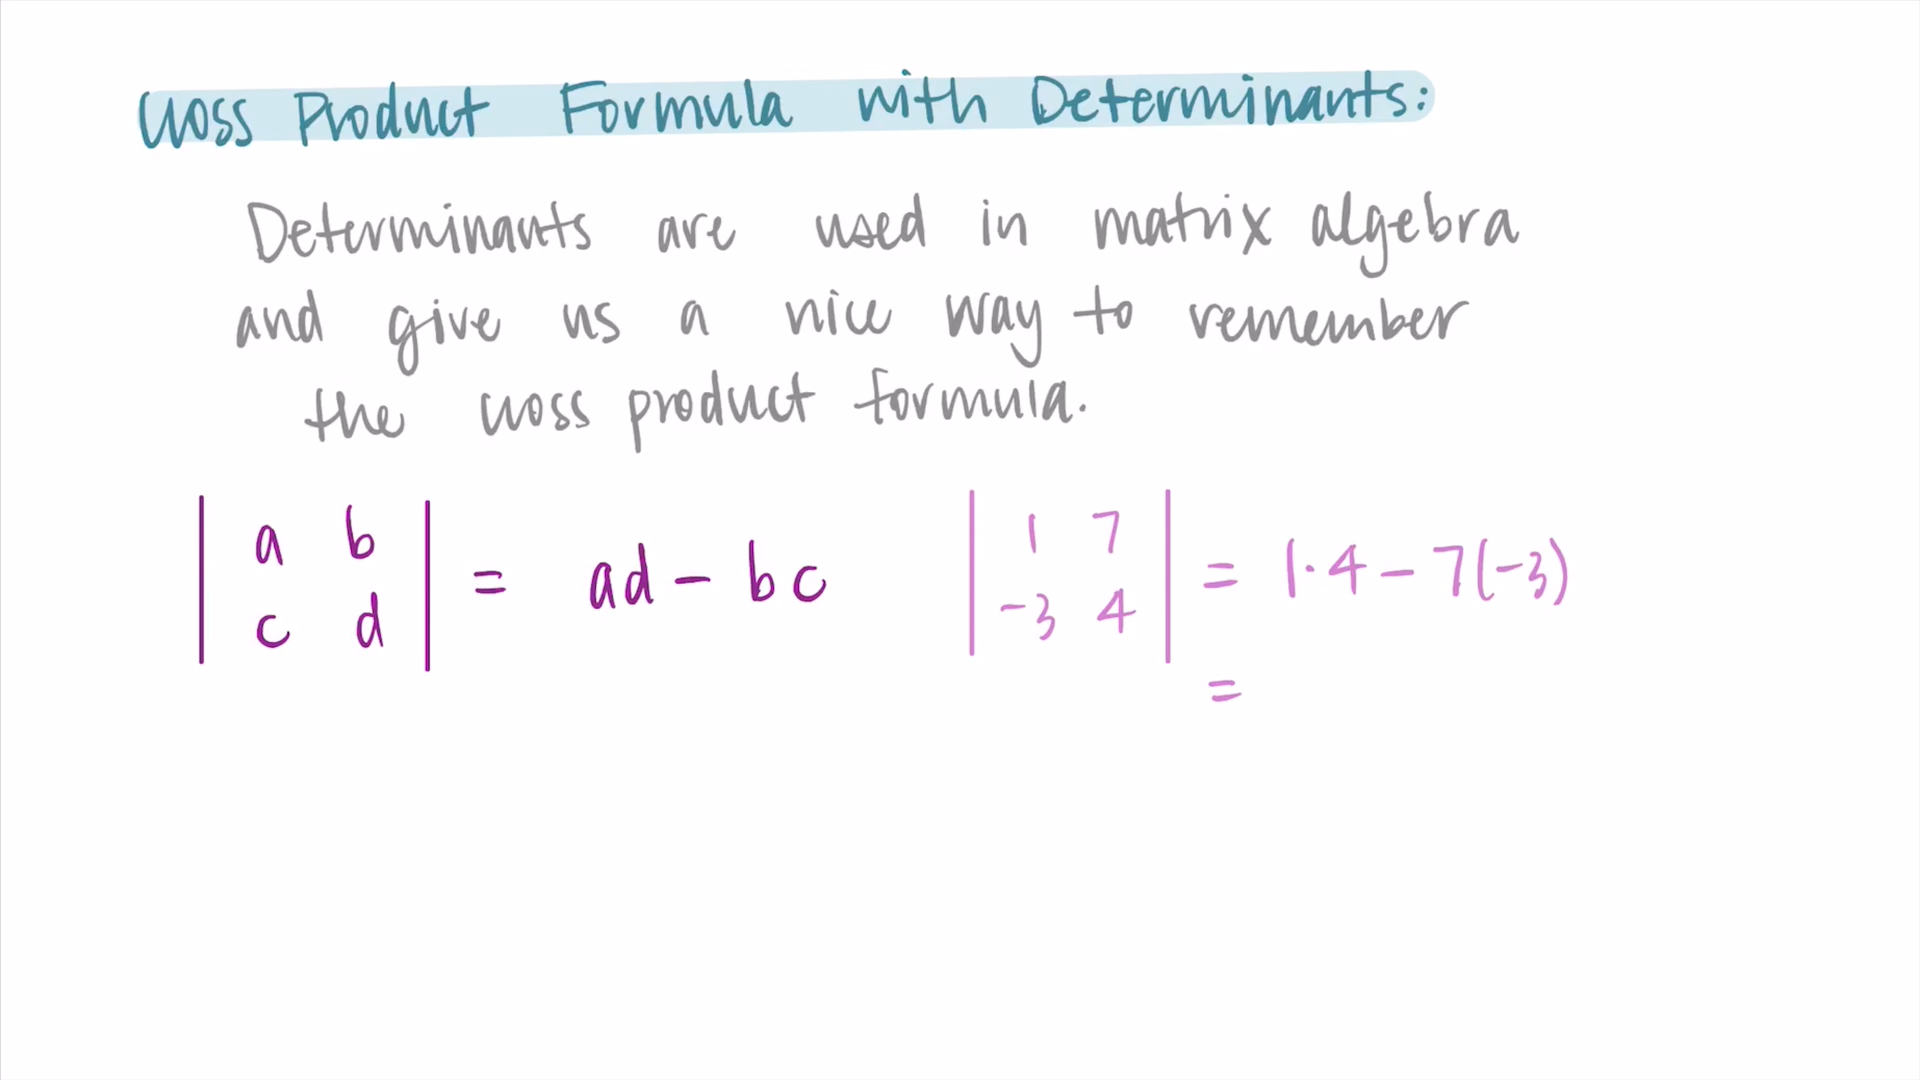 Cross Product Formula with Determinants:
Determinants are used in matrix algebra
and give us a nice way to remember
the cross product formula.
| a b |
| c d | = ad - bc
| 1 7 |
| -3 4 | = 1·4 - 7(-3)
=